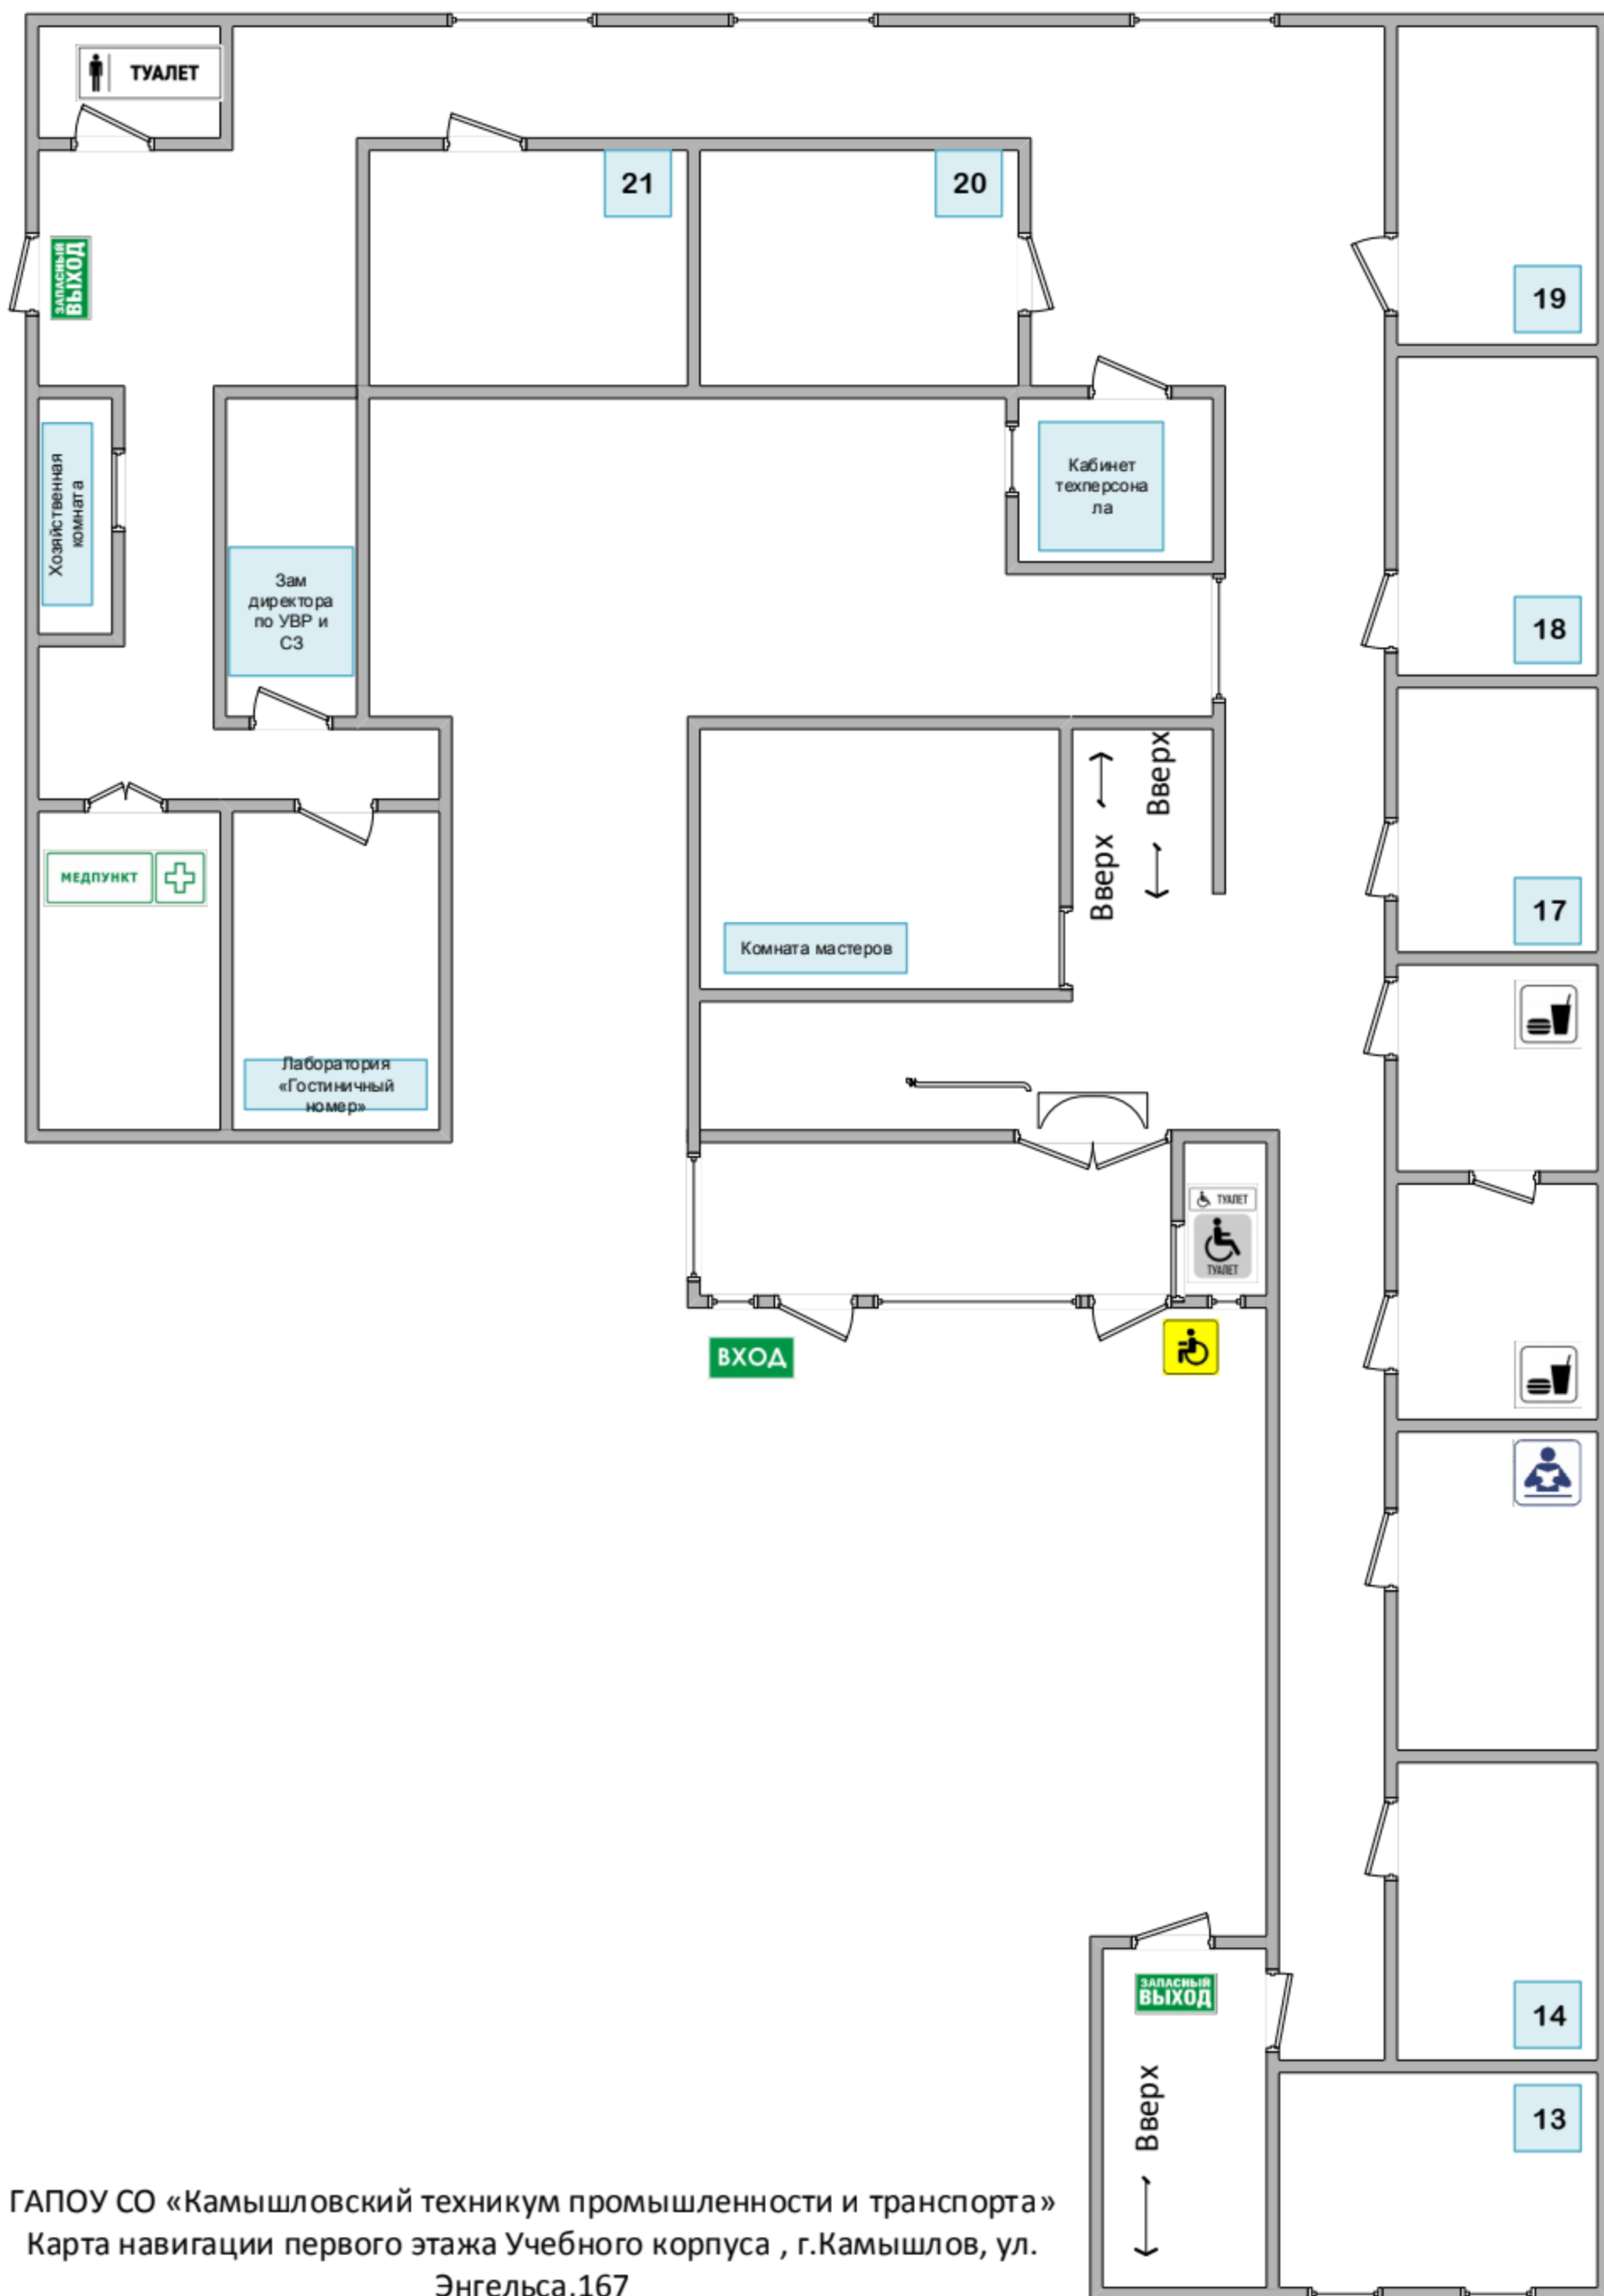 ТУАЛЕТ
21
20
ЗАПАСНЫЙ
ВЫХОД
19
Кабинет
техперсона
ла
Хозяйственная
комната
Зам
директора
по УВР и
СЗ
18
Вверх
Вверх
МЕДПУНКТ
17
Комната мастеров
Лаборатория
«Гостиничный
номер»
ТУАЛЕТ
ТУАЛЕТ
ВХОД
ЗАПАСНЫЙ
ВЫХОД
14
Вверх
13
ГАПОУ СО «Камышловский техникум промышленности и транспорта»
Карта навигации первого этажа Учебного корпуса , г.Камышлов, ул.
Энгельса,167